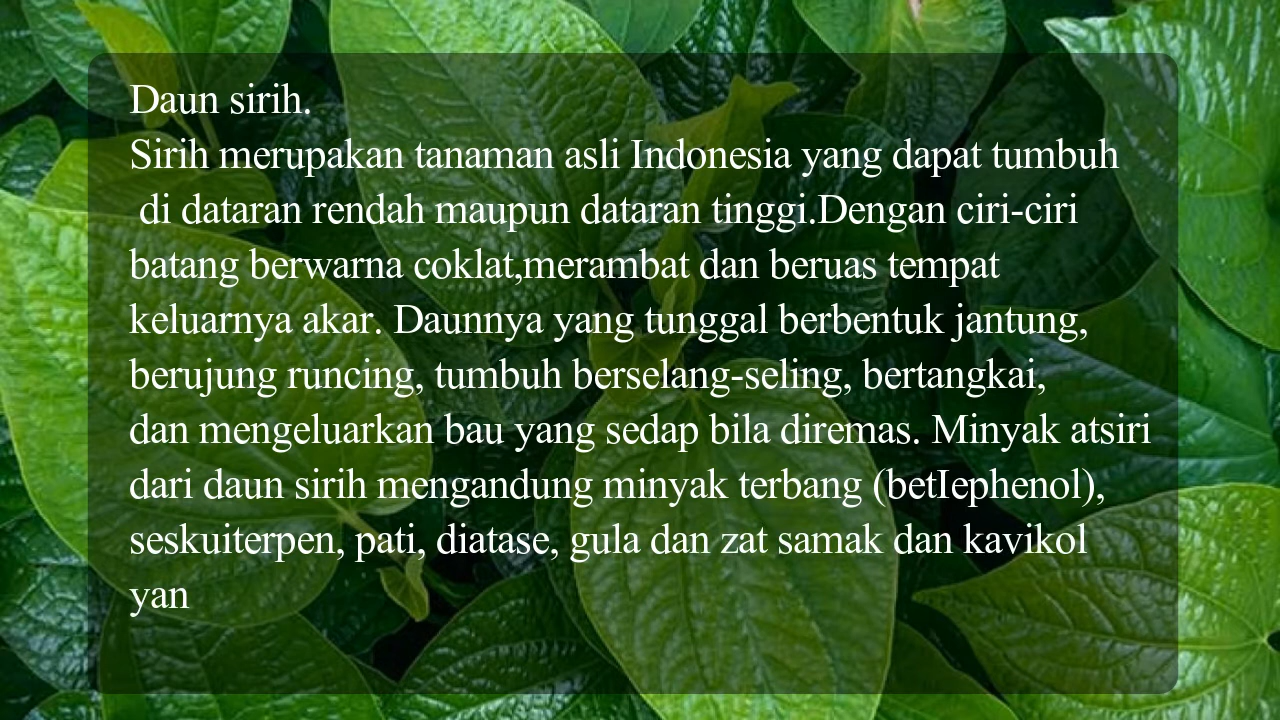 Daun sirih.
Sirih merupakan tanaman asli Indonesia yang dapat tumbuh
di dataran rendah maupun dataran tinggi.Dengan ciri-ciri
batang berwarna coklat,merambat dan beruas tempat
keluarnya akar. Daunnya yang tunggal berbentuk jantung,
berujung runcing, tumbuh berselang-seling, bertangkai,
dan mengeluarkan bau yang sedap bila diremas. Minyak atsiri
dari daun sirih mengandung minyak terbang (betIephenol),
seskuiterpen, pati, diatase, gula dan zat samak dan kavikol
yan